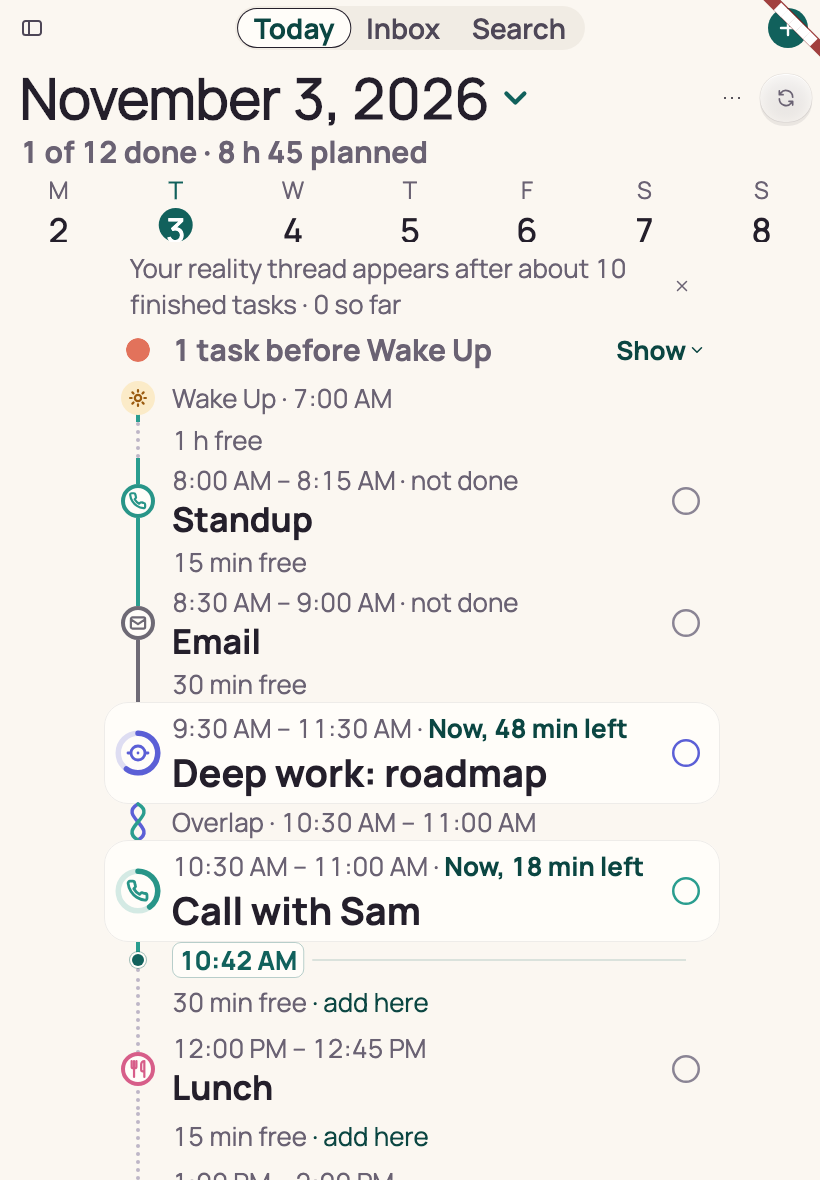 Today Inbox Search
November 3, 2026
1 of 12 done · 8 h 45 planned
M T W T F S S
2 3 4 5 6 7 8
Your reality thread appears after about 10
finished tasks · 0 so far
1 task before Wake Up Show
Wake Up · 7:00 AM
1 h free
8:00 AM – 8:15 AM · not done
Standup
15 min free
8:30 AM – 9:00 AM · not done
Email
30 min free
9:30 AM – 11:30 AM · Now, 48 min left
Deep work: roadmap
Overlap · 10:30 AM – 11:00 AM
10:30 AM – 11:00 AM · Now, 18 min left
Call with Sam
10:42 AM
30 min free · add here
12:00 PM – 12:45 PM
Lunch
15 min free · add here